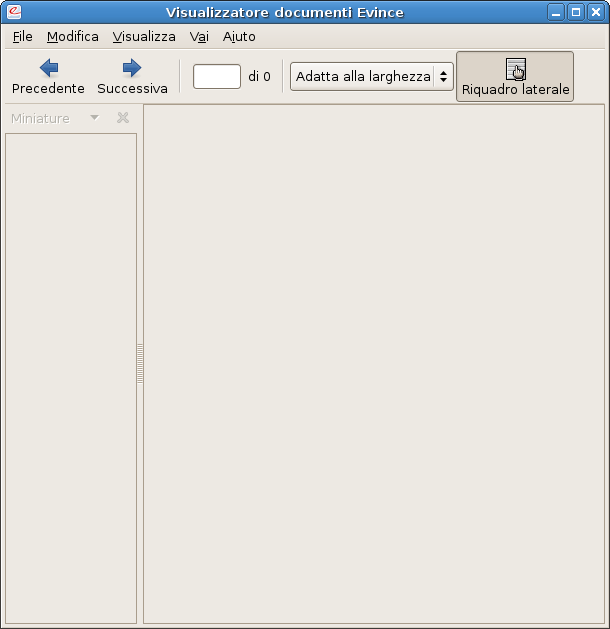 Visualizzatore documenti Evince
File Modifica Visualizza Vai Aiuto
Precedente Successiva di 0 Adatta alla larghezza Riquadro laterale
Miniature